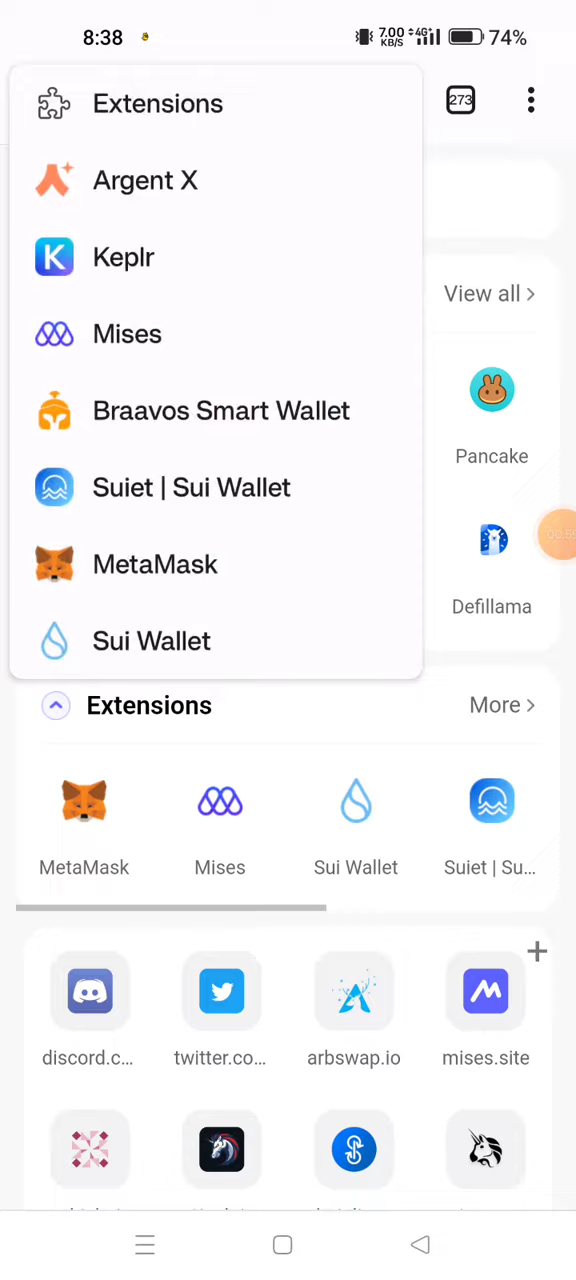 8:38
7.00
KB/S
4G+
74%
Extensions
273
Argent X
Keplr
View all
Mises
Braavos Smart Wallet
Pancake
Suiet | Sui Wallet
MetaMask
Defillama
Sui Wallet
Extensions
More
MetaMask
Mises
Sui Wallet
Suiet | Su...
discord.c...
twitter.co...
arbswap.io
mises.site